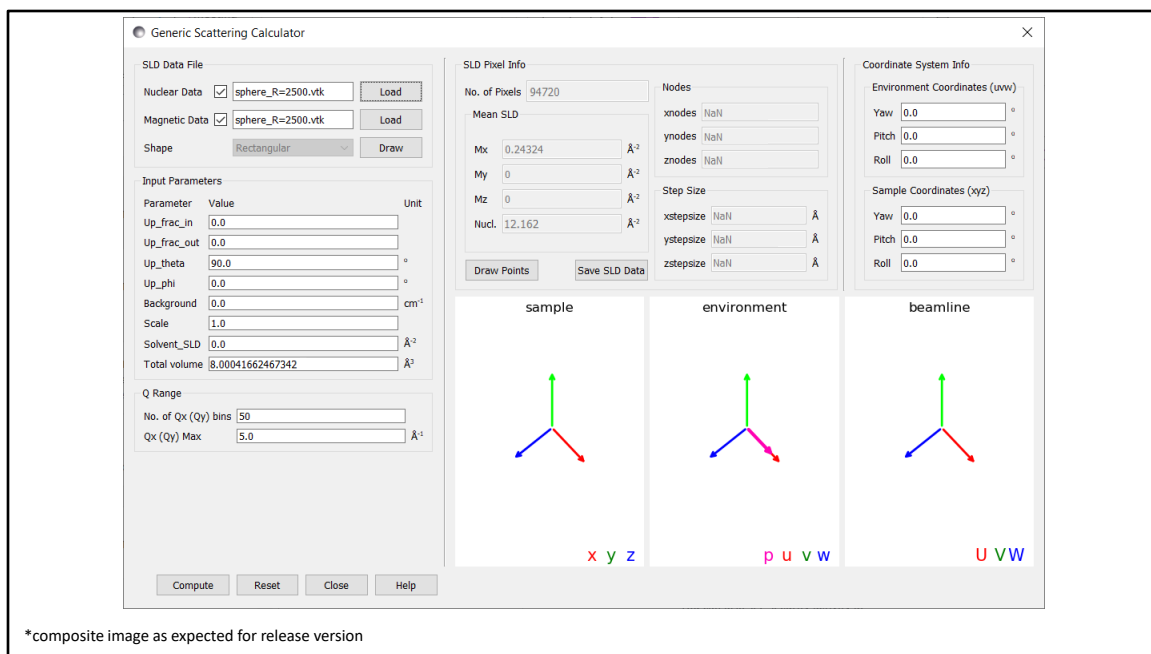 Generic Scattering Calculator
SLD Data File
Nuclear Data sphere_R=2500.vtk Load
Magnetic Data sphere_R=2500.vtk Load
Shape Rectangular Draw
Input Parameters
Parameter Value Unit
Up_frac_in 0.0
Up_frac_out 0.0
Up_theta 90.0 °
Up_phi 0.0 °
Background 0.0 cm⁻¹
Scale 1.0
Solvent_SLD 0.0 Å⁻²
Total volume 8.00041662467342 Å³
Q Range
No. of Qx (Qy) bins 50
Qx (Qy) Max 5.0 Å⁻¹
Compute Reset Close Help
SLD Pixel Info
No. of Pixels 94720
Mean SLD
Mx 0.24324 Å⁻²
My 0 Å⁻²
Mz 0 Å⁻²
Nucl. 12.162 Å⁻²
Draw Points Save SLD Data
Nodes
xnodes NaN
ynodes NaN
znodes NaN
Step Size
xstepsize NaN Å
ystepsize NaN Å
zstepsize NaN Å
Coordinate System Info
Environment Coordinates (uvw)
Yaw 0.0 °
Pitch 0.0 °
Roll 0.0 °
Sample Coordinates (xyz)
Yaw 0.0 °
Pitch 0.0 °
Roll 0.0 °
sample
x y z
environment
p u v w
beamline
U V W
*composite image as expected for release version